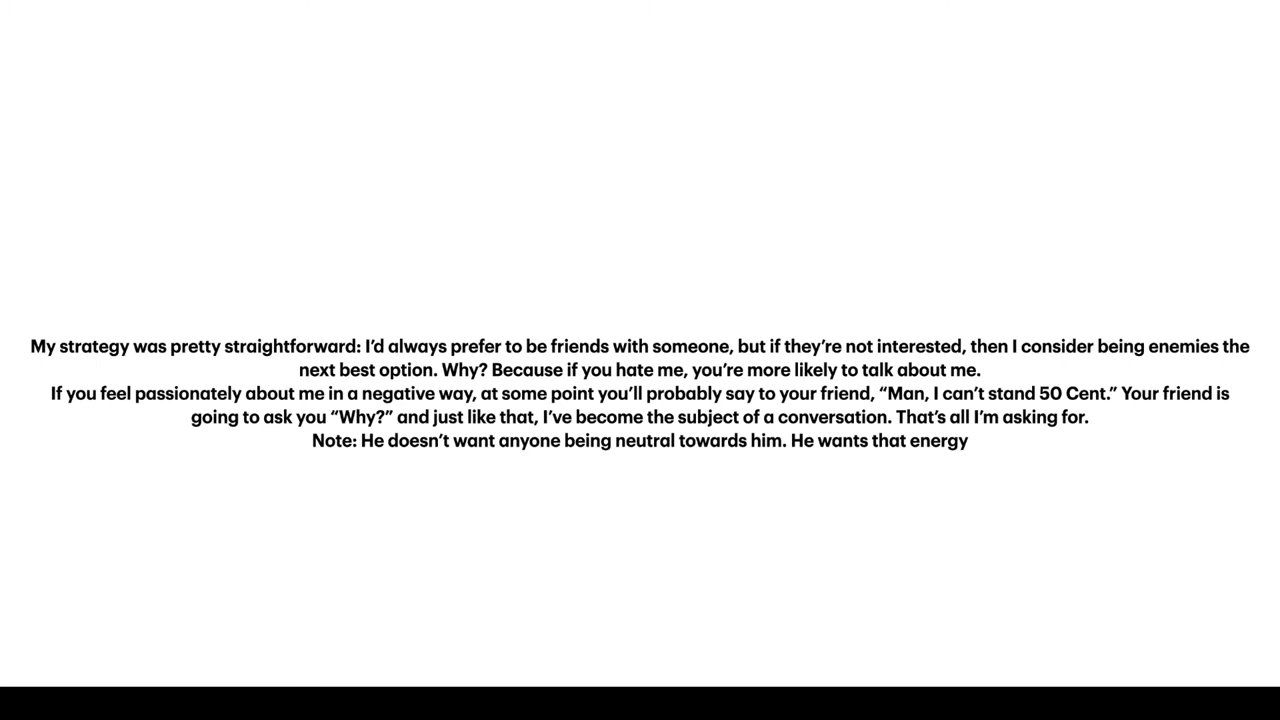 My strategy was pretty straightforward: I’d always prefer to be friends with someone, but if they’re not interested, then I consider being enemies the
next best option. Why? Because if you hate me, you’re more likely to talk about me.
If you feel passionately about me in a negative way, at some point you’ll probably say to your friend, “Man, I can’t stand 50 Cent.” Your friend is
going to ask you “Why?” and just like that, I’ve become the subject of a conversation. That’s all I’m asking for.
Note: He doesn’t want anyone being neutral towards him. He wants that energy